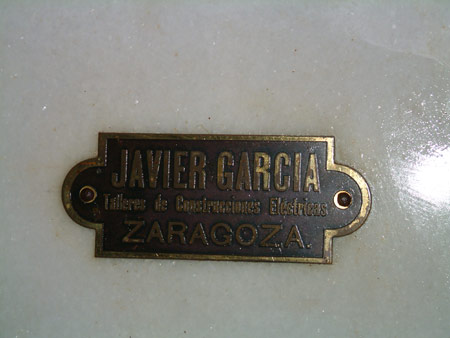 JAVIER GARCIA
Talleres de Construcciones Eléctricas
ZARAGOZA.